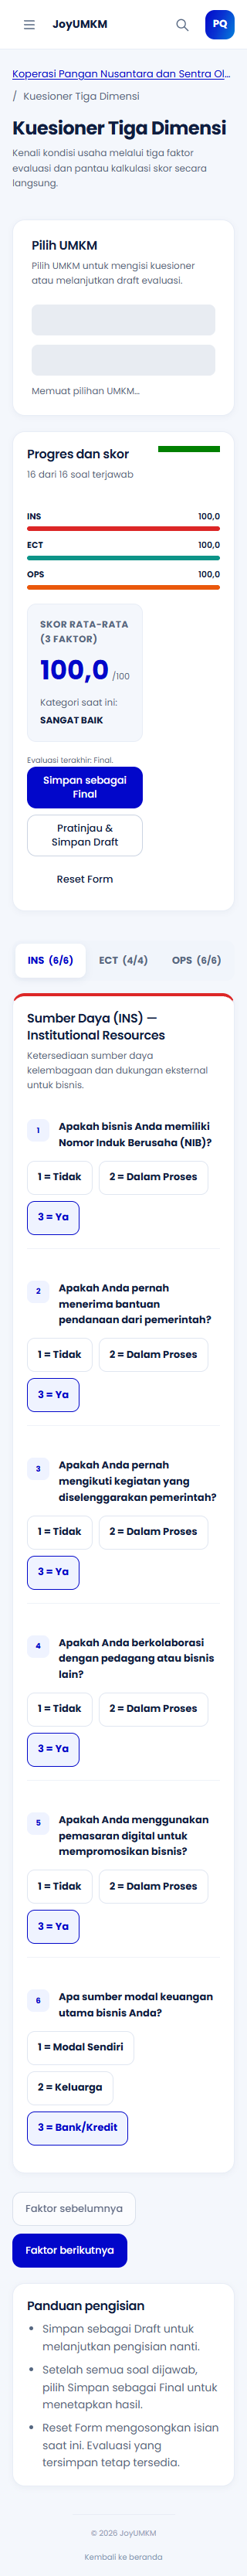 JoyUMKM
PQ
Koperasi Pangan Nusantara dan Sentra Ol...
/ Kuesioner Tiga Dimensi
Kuesioner Tiga Dimensi
Kenali kondisi usaha melalui tiga faktor
evaluasi dan pantau kalkulasi skor secara
langsung.
Pilih UMKM
Pilih UMKM untuk mengisi kuesioner
atau melanjutkan draft evaluasi.
Memuat pilihan UMKM...
Progres dan skor
16 dari 16 soal terjawab
INS 100,0
ECT 100,0
OPS 100,0
SKOR RATA-RATA
(3 FAKTOR)
100,0 /100
Kategori saat ini:
SANGAT BAIK
Evaluasi terakhir: Final.
Simpan sebagai
Final
Pratinjau &
Simpan Draft
Reset Form
INS (6/6) ECT (4/4) OPS (6/6)
Sumber Daya (INS) —
Institutional Resources
Ketersediaan sumber daya
kelembagaan dan dukungan eksternal
untuk bisnis.
1 Apakah bisnis Anda memiliki
Nomor Induk Berusaha (NIB)?
1 = Tidak 2 = Dalam Proses
3 = Ya
2 Apakah Anda pernah
menerima bantuan
pendanaan dari pemerintah?
1 = Tidak 2 = Dalam Proses
3 = Ya
3 Apakah Anda pernah
mengikuti kegiatan yang
diselenggarakan pemerintah?
1 = Tidak 2 = Dalam Proses
3 = Ya
4 Apakah Anda berkolaborasi
dengan pedagang atau bisnis
lain?
1 = Tidak 2 = Dalam Proses
3 = Ya
5 Apakah Anda menggunakan
pemasaran digital untuk
mempromosikan bisnis?
1 = Tidak 2 = Dalam Proses
3 = Ya
6 Apa sumber modal keuangan
utama bisnis Anda?
1 = Modal Sendiri
2 = Keluarga
3 = Bank/Kredit
Faktor sebelumnya
Faktor berikutnya
Panduan pengisian
• Simpan sebagai Draft untuk
melanjutkan pengisian nanti.
• Setelah semua soal dijawab,
pilih Simpan sebagai Final untuk
menetapkan hasil.
• Reset Form mengosongkan isian
saat ini. Evaluasi yang
tersimpan tetap tersedia.
© 2026 JoyUMKM
Kembali ke beranda